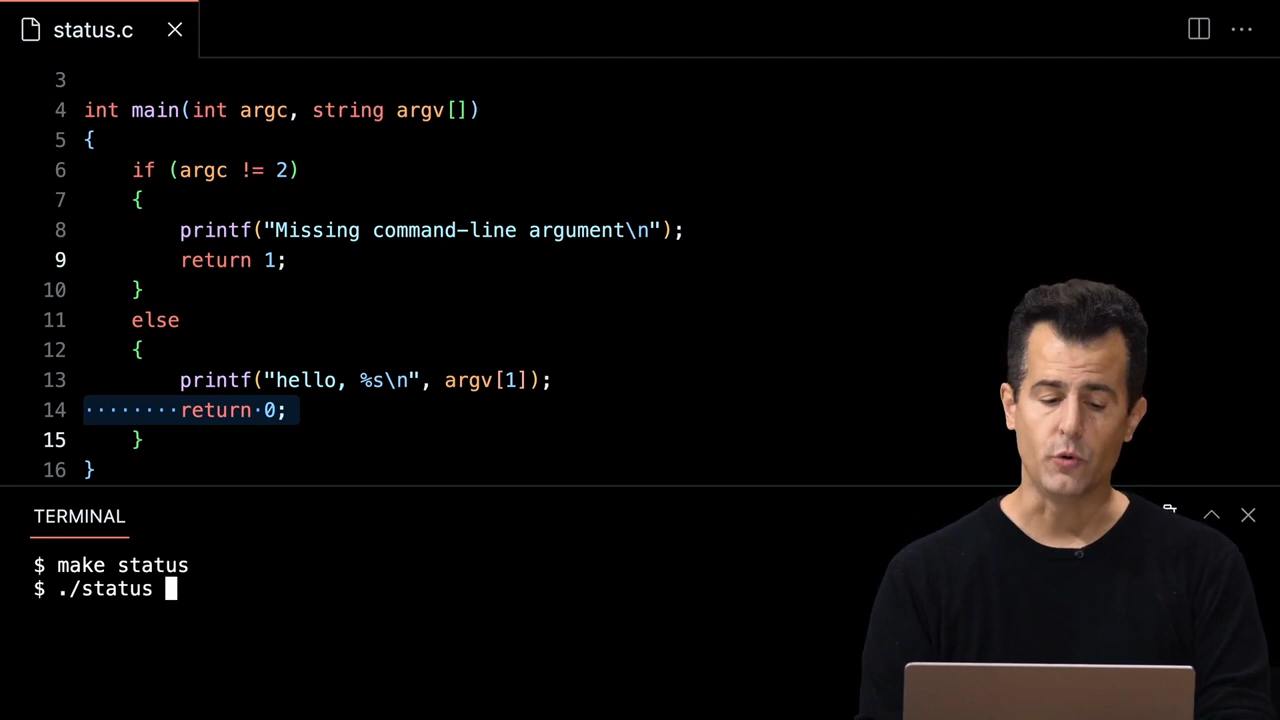 status.c
3
4 int main(int argc, string argv[])
5 {
6     if (argc != 2)
7     {
8         printf("Missing command-line argument\n");
9         return 1;
10     }
11     else
12     {
13         printf("hello, %s\n", argv[1]);
14 ········return·0;
15     }
16 }
TERMINAL
$ make status
$ ./status